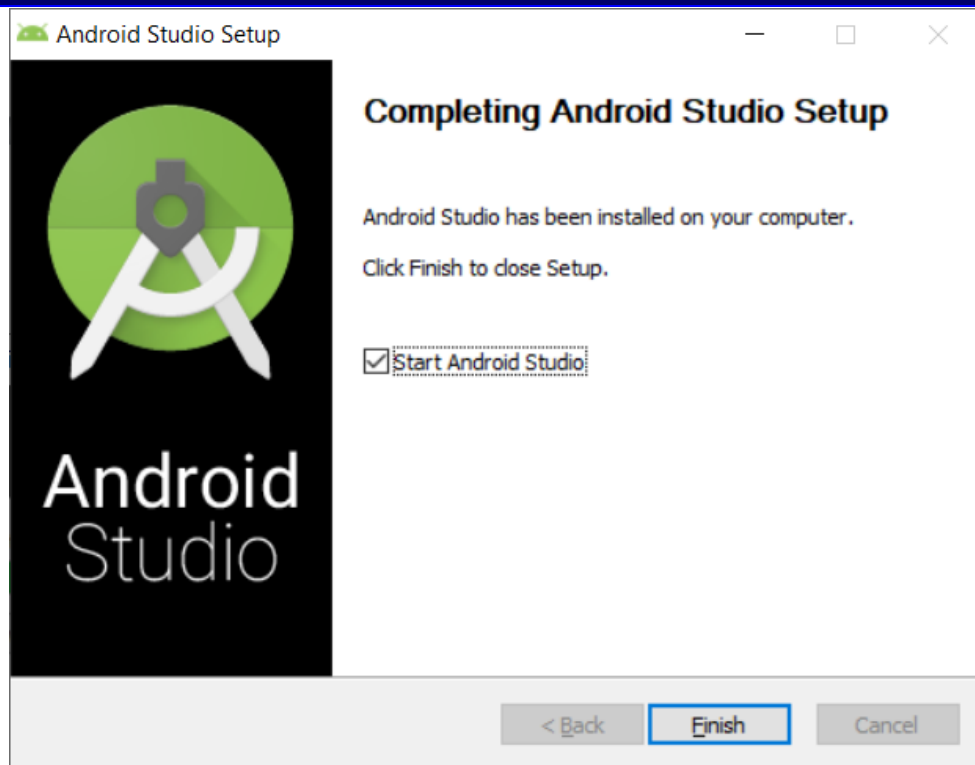 Android Studio Setup
Completing Android Studio Setup
Android Studio has been installed on your computer.
Click Finish to close Setup.
Start Android Studio
Android
Studio
< Back
Finish
Cancel